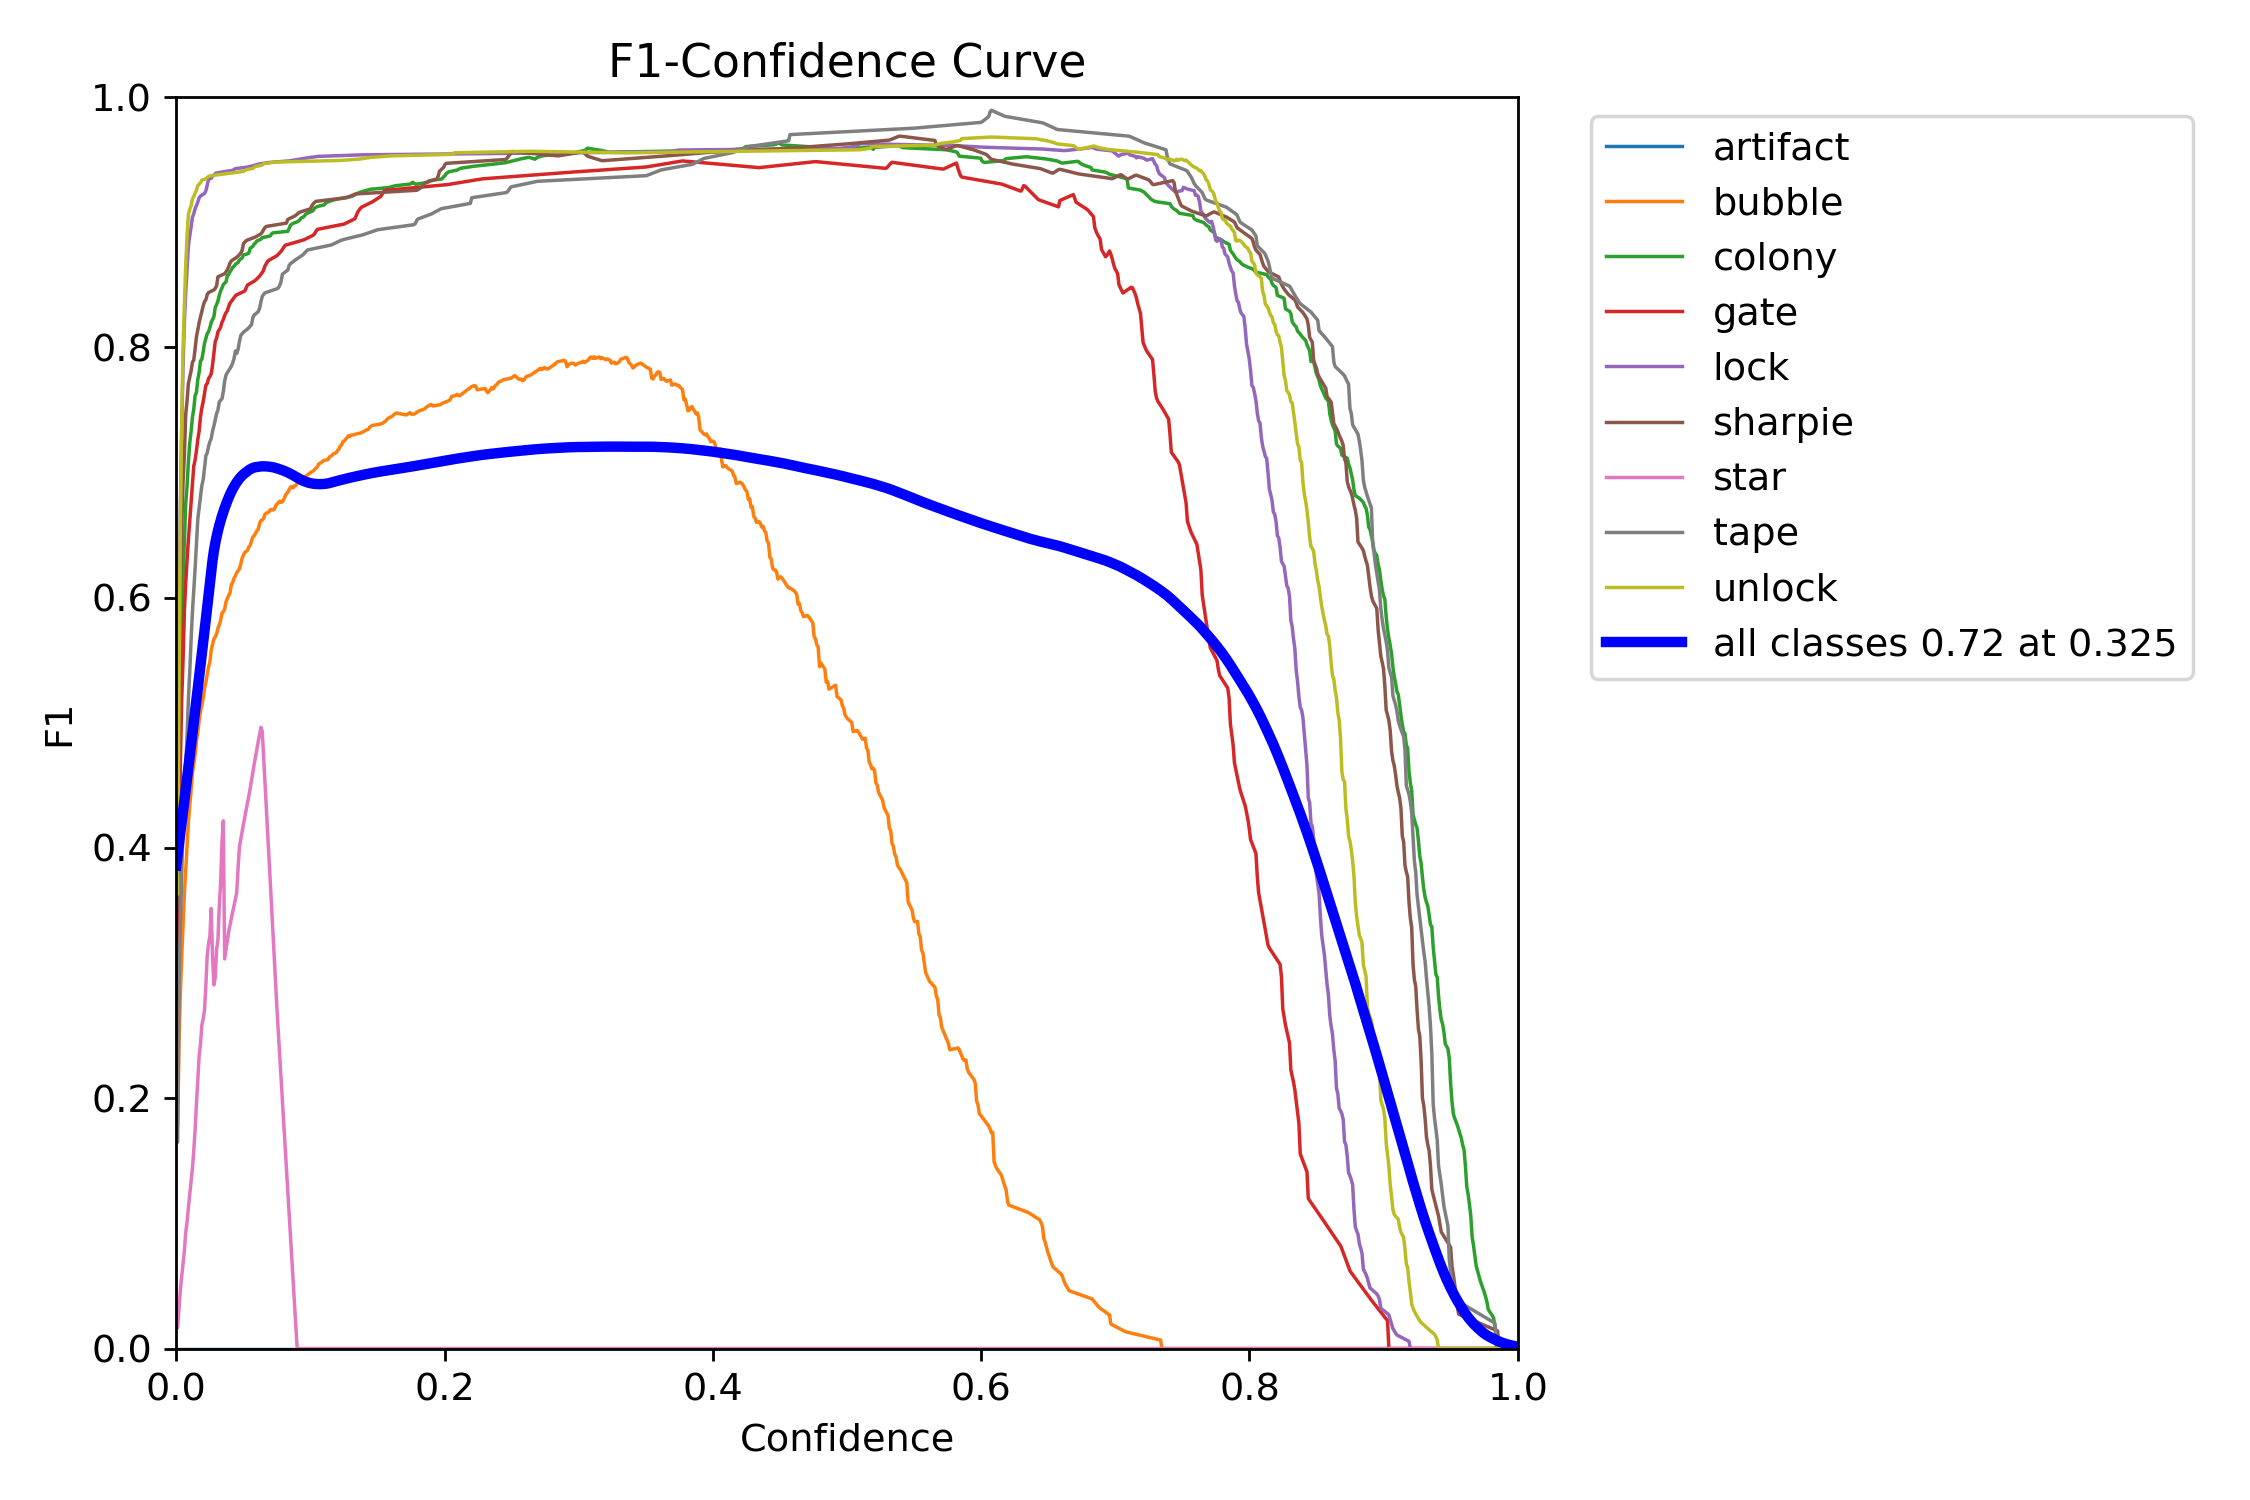 F1-Confidence Curve
1.0
0.8
0.6
0.4
0.2
0.0
F1
0.0 0.2 0.4 0.6 0.8 1.0
Confidence
artifact
bubble
colony
gate
lock
sharpie
star
tape
unlock
all classes 0.72 at 0.325